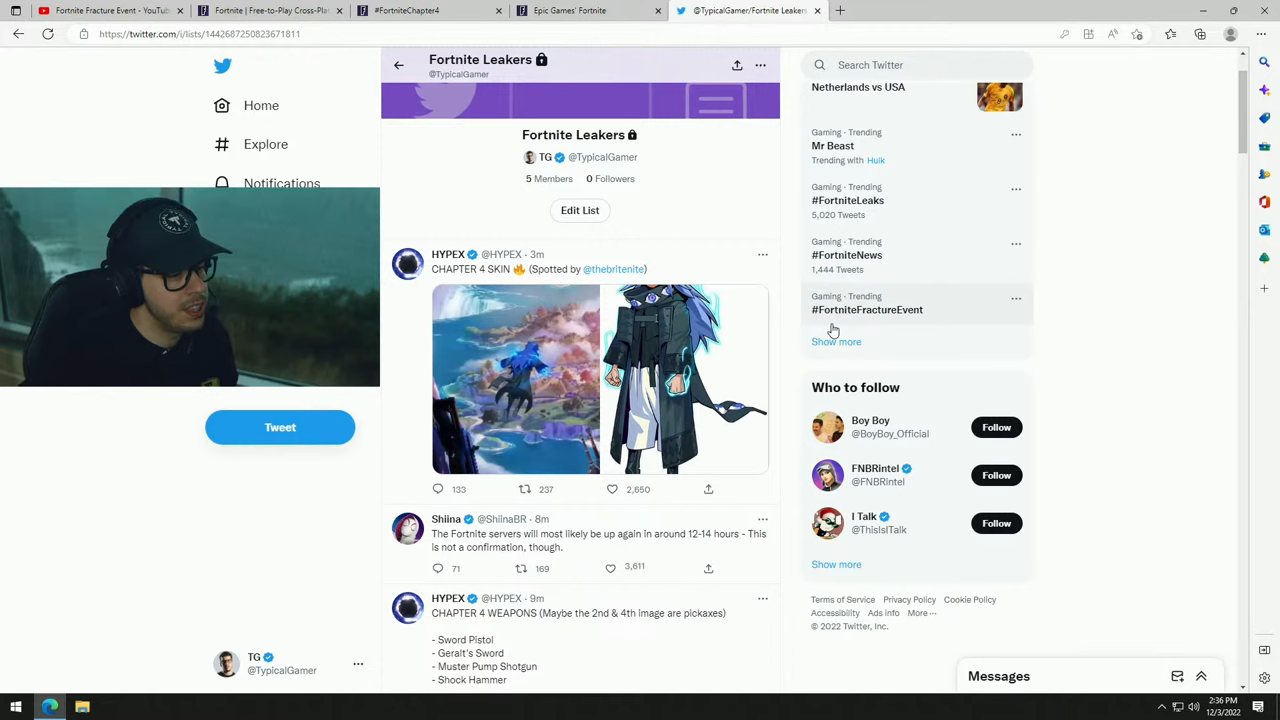 Fracture Event - YouTub
Fortnite | Free-to-Play Cross-Plat
#FortniteChapter4
Epic Games' Fortnite
@TypicalGamer/Fortnite Leakers
https://twitter.com/i/lists/1442687250823671811
Home
Explore
Notifications
Tweet
TG
@TypicalGamer
Fortnite Leakers
@TypicalGamer
Fortnite Leakers
TG @TypicalGamer
5 Members 0 Followers
Edit List
HYPEX @HYPEX · 3m
CHAPTER 4 SKIN 🔥 (Spotted by @thebritenite)
133 237 2,650
Shiina @ShiinaBR · 8m
The Fortnite servers will most likely be up again in around 12-14 hours - This
is not a confirmation, though.
71 169 3,611
HYPEX @HYPEX · 9m
CHAPTER 4 WEAPONS (Maybe the 2nd & 4th image are pickaxes)
- Sword Pistol
- Geralt's Sword
- Muster Pump Shotgun
- Shock Hammer
Search Twitter
Netherlands vs USA
Gaming · Trending
Mr Beast
Trending with Hulk
Gaming · Trending
#FortniteLeaks
5,020 Tweets
Gaming · Trending
#FortniteNews
1,444 Tweets
Gaming · Trending
#FortniteFractureEvent
Show more
Who to follow
Boy Boy
@BoyBoy_Official
Follow
FNBRintel
@FNBRintel
Follow
I Talk
@ThisIsITalk
Follow
Show more
Terms of Service Privacy Policy Cookie Policy
Accessibility Ads info More ···
© 2022 Twitter, Inc.
Messages
2:36 PM
12/3/2022